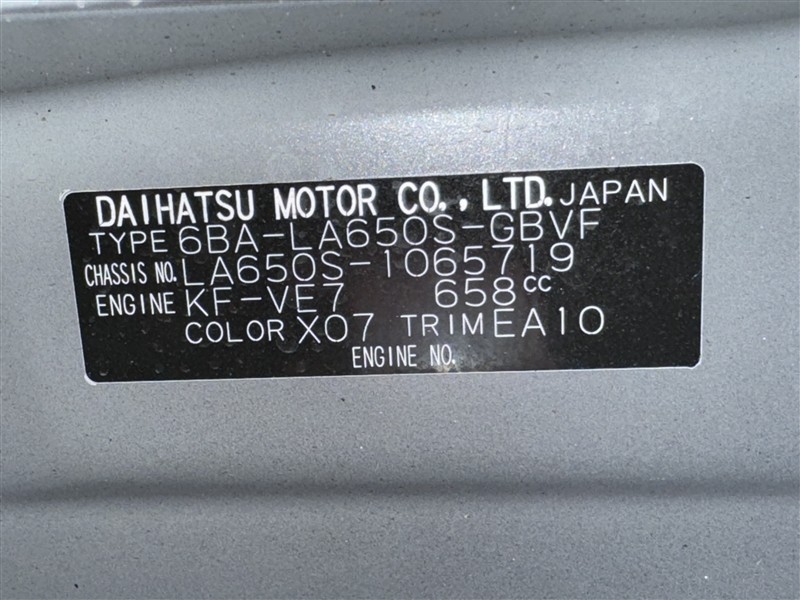 DAIHATSU MOTOR CO., LTD. JAPAN
TYPE 6BA-LA650S-GBVF
CHASSIS NO. LA650S-1065719
ENGINE KF-VE7 658cc
COLOR X07 TRIM EA10
ENGINE NO.